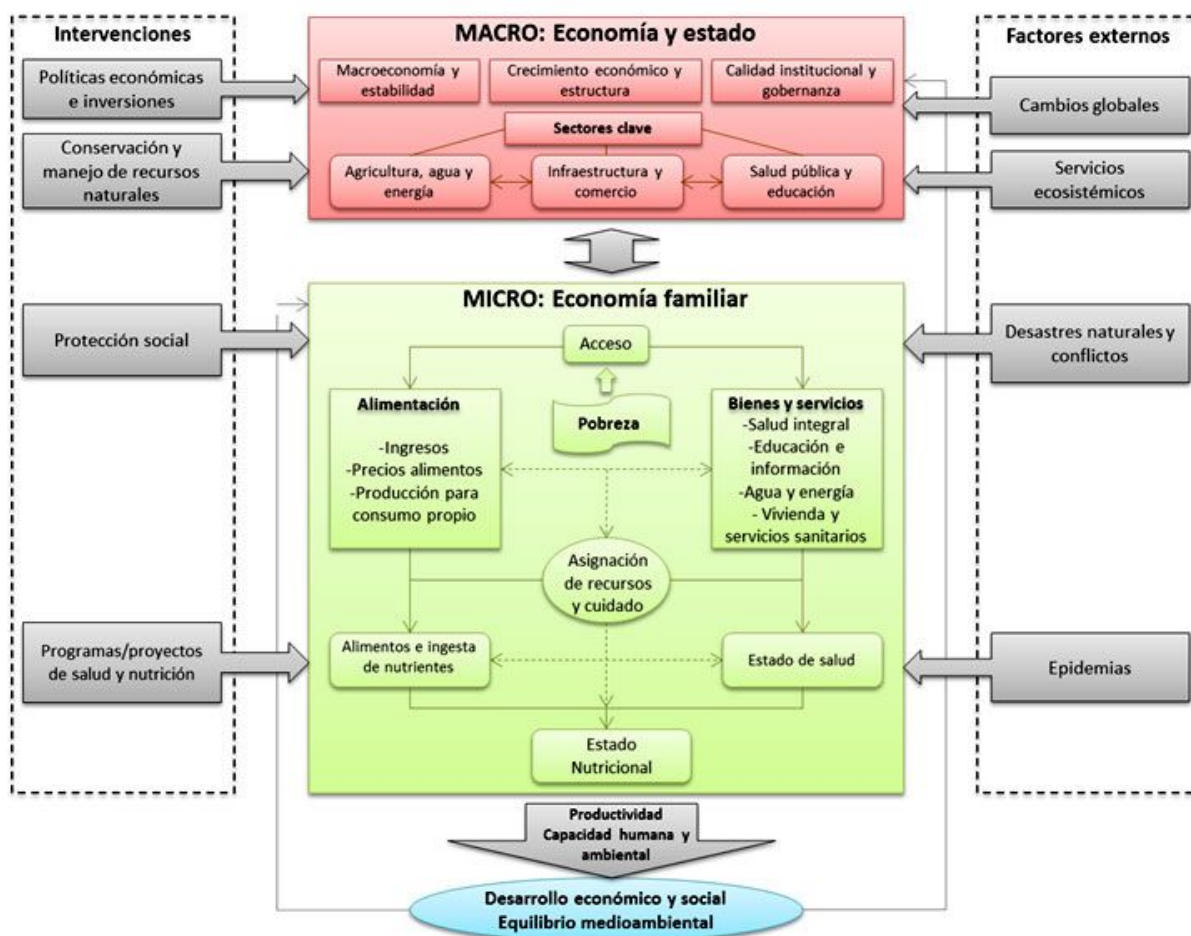 Intervenciones
Políticas económicas
e inversiones
Conservación y
manejo de recursos
naturales
Protección social
Programas/proyectos
de salud y nutrición
MACRO: Economía y estado
Macroeconomía y
estabilidad
Crecimiento económico y
estructura
Calidad institucional y
gobernanza
Sectores clave
Agricultura, agua y
energía
Infraestructura y
comercio
Salud pública y
educación
MICRO: Economía familiar
Acceso
Pobreza
Alimentación
-Ingresos
-Precios alimentos
-Producción para
consumo propio
Bienes y servicios
-Salud integral
-Educación e
información
-Agua y energía
- Vivienda y
servicios sanitarios
Asignación
de recursos
y cuidado
Alimentos e ingesta
de nutrientes
Estado de salud
Estado
Nutricional
Productividad
Capacidad humana y
ambiental
Desarrollo económico y social
Equilibrio medioambiental
Factores externos
Cambios globales
Servicios
ecosistémicos
Desastres naturales y
conflictos
Epidemias